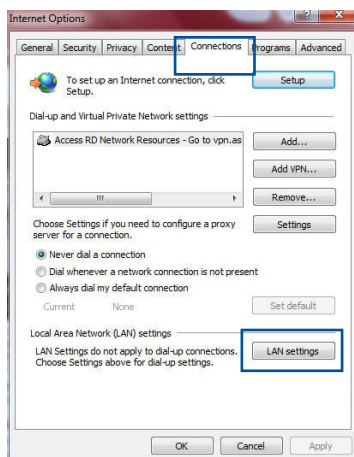 Internet Options
General Security Privacy Content Connections Programs Advanced
To set up an Internet connection, click
Setup.
Setup
Dial-up and Virtual Private Network settings
Access RD Network Resources - Go to vpn.as
Add...
Add VPN...
Remove...
Choose Settings if you need to configure a proxy
server for a connection.
Settings
Never dial a connection
Dial whenever a network connection is not present
Always dial my default connection
Current None
Set default
Local Area Network (LAN) settings
LAN Settings do not apply to dial-up connections.
Choose Settings above for dial-up settings.
LAN settings
OK Cancel Apply